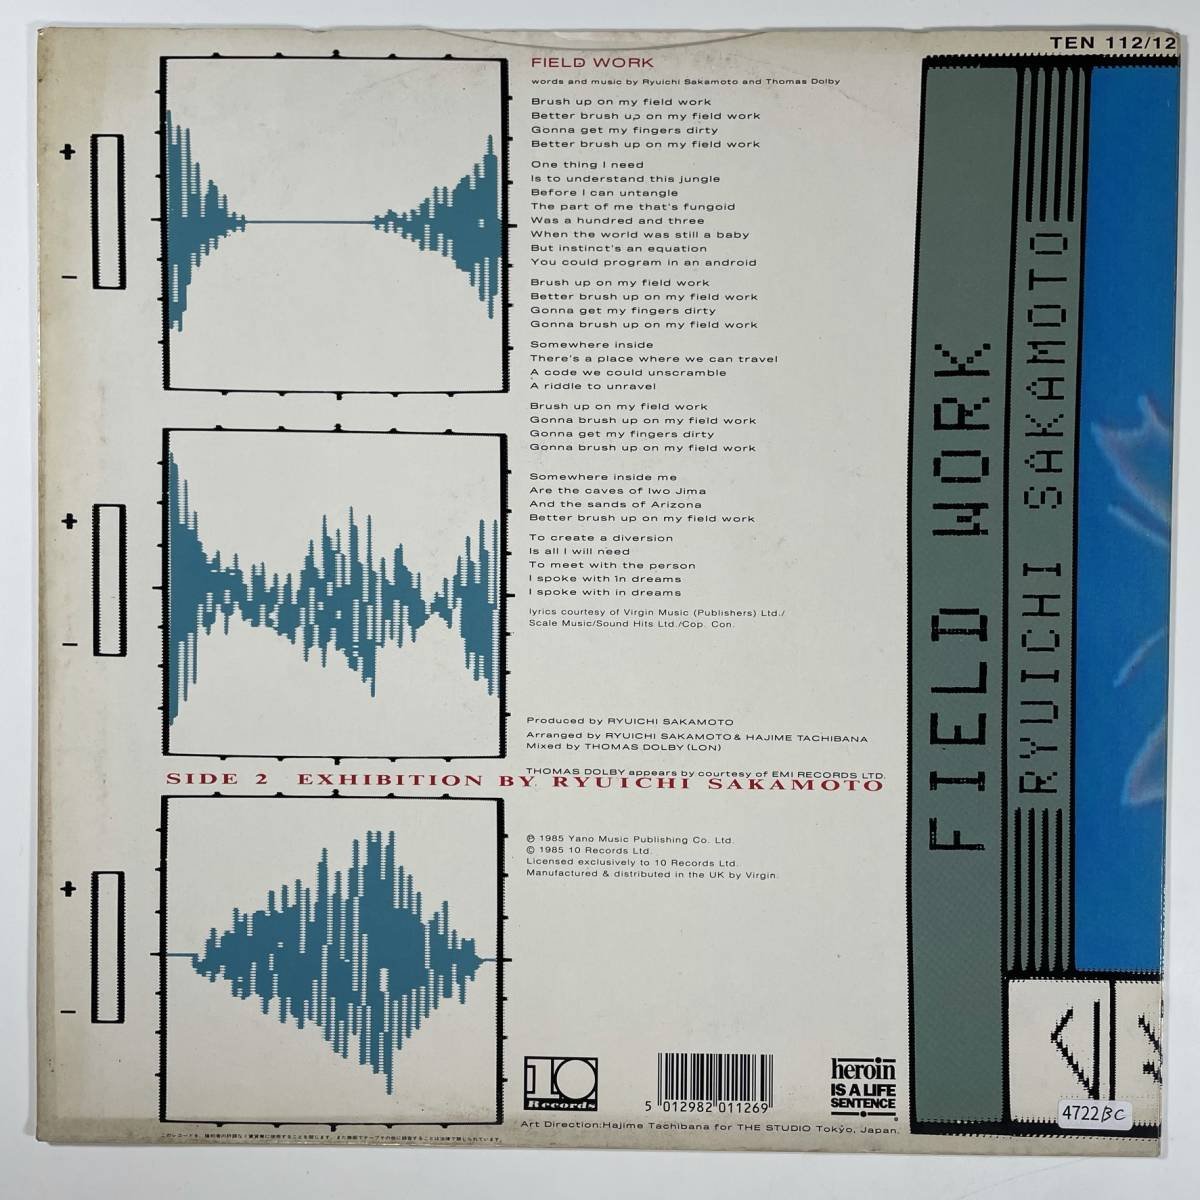 TEN 112/12
FIELD WORK
words and music by Ryuichi Sakamoto and Thomas Dolby
Brush up on my field work
Better brush up on my field work
Gonna get my fingers dirty
Better brush up on my field work
One thing I need
Is to understand this jungle
Before I can untangle
The part of me that's fungoid
Was a hundred and three
When the world was still a baby
But instinct's an equation
You could program in an android
Brush up on my field work
Better brush up on my field work
Gonna get my fingers dirty
Gonna brush up on my field work
Somewhere inside
There's a place where we can travel
A code we could unscramble
A riddle to unravel
Brush up on my field work
Gonna brush up on my field work
Gonna get my fingers dirty
Gonna brush up on my field work
Somewhere inside me
Are the caves of Iwo Jima
And the sands of Arizona
Better brush up on my field work
To create a diversion
Is all I will need
To meet with the person
I spoke with in dreams
I spoke with in dreams
lyrics courtesy of Virgin Music (Publishers) Ltd./
Scale Music/Sound Hits Ltd./Cop. Con.
Produced by RYUICHI SAKAMOTO
Arranged by RYUICHI SAKAMOTO & HAJIME TACHIBANA
Mixed by THOMAS DOLBY (LON)
THOMAS DOLBY appears by courtesy of EMI RECORDS LTD.
SIDE 2 EXHIBITION BY RYUICHI SAKAMOTO
℗ 1985 Yano Music Publishing Co. Ltd.
© 1985 10 Records Ltd.
Licensed exclusively to 10 Records Ltd.
Manufactured & distributed in the UK by Virgin.
10
Records
5 012982 011269
heroin
IS A LIFE
SENTENCE
Art Direction:Hajime Tachibana for THE STUDIO Tokyo, Japan.
FIELD WORK
RYUICHI SAKAMOTO
4722BC
+
−
+
−
+
−